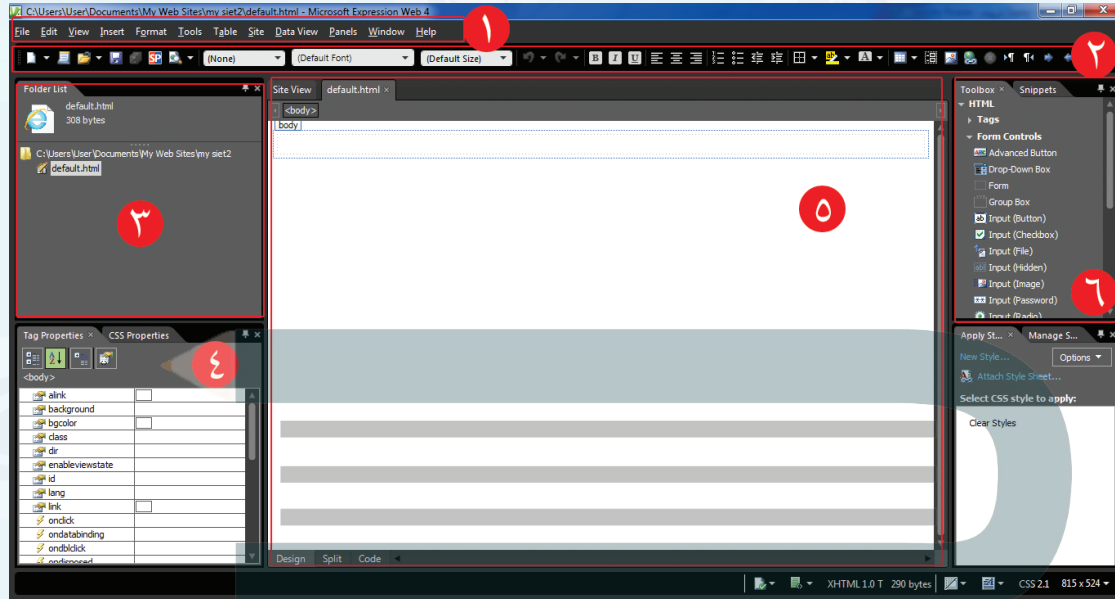 C:\Users\User\Documents\My Web Sites\my siet2\default.html - Microsoft Expression Web 4
File Edit View Insert Format Tools Table Site Data View Panels Window Help
١
(None) (Default Font) (Default Size) B I U A
٢
Folder List
default.html
308 bytes
C:\Users\User\Documents\My Web Sites\my siet2
default.html
٣
Tag Properties × CSS Properties
٤
<body>
alink
background
bgcolor
class
dir
enableviewstate
id
lang
link
onclick
ondatabinding
ondblclick
ondisposed
Site View default.html ×
<body>
body
٥
Design Split Code
Toolbox × Snippets
HTML
Tags
Form Controls
Advanced Button
Drop-Down Box
Form
Group Box
Input (Button)
Input (Checkbox)
Input (File)
Input (Hidden)
Input (Image)
Input (Password)
Input (Radio)
٦
Apply St... × Manage S...
New Style... Options
Attach Style Sheet...
Select CSS style to apply:
Clear Styles
XHTML 1.0 T 290 bytes CSS 2.1 815 x 524